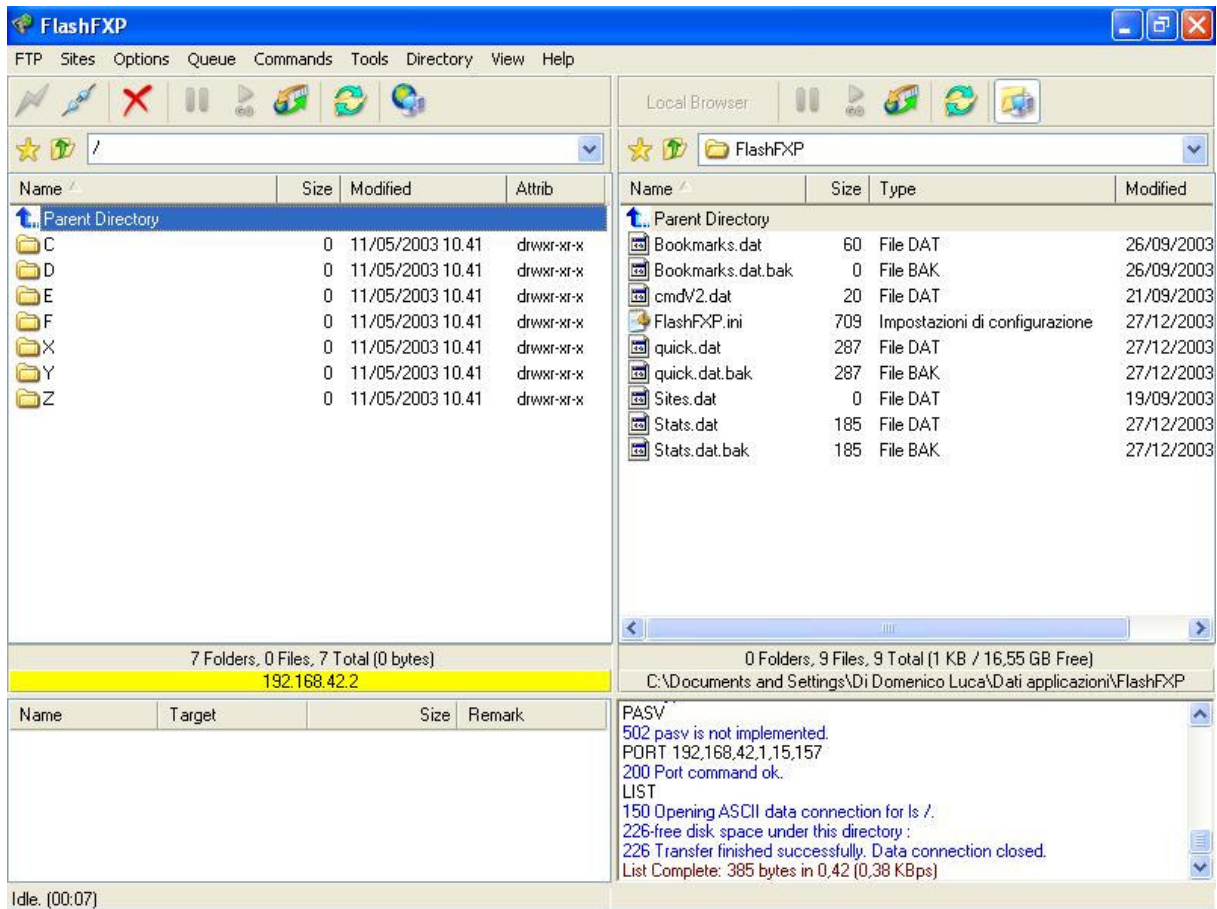 FlashFXP
FTP Sites Options Queue Commands Tools Directory View Help
Local Browser
/
FlashFXP
Name Size Modified Attrib
Parent Directory
C 0 11/05/2003 10.41 drwxr-xr-x
D 0 11/05/2003 10.41 drwxr-xr-x
E 0 11/05/2003 10.41 drwxr-xr-x
F 0 11/05/2003 10.41 drwxr-xr-x
X 0 11/05/2003 10.41 drwxr-xr-x
Y 0 11/05/2003 10.41 drwxr-xr-x
Z 0 11/05/2003 10.41 drwxr-xr-x
7 Folders, 0 Files, 7 Total (0 bytes)
192.168.42.2
Name Size Type Modified
Parent Directory
Bookmarks.dat 60 File DAT 26/09/2003
Bookmarks.dat.bak 0 File BAK 26/09/2003
cmdV2.dat 20 File DAT 21/09/2003
FlashFXP.ini 709 Impostazioni di configurazione 27/12/2003
quick.dat 287 File DAT 27/12/2003
quick.dat.bak 287 File BAK 27/12/2003
Sites.dat 0 File DAT 19/09/2003
Stats.dat 185 File DAT 27/12/2003
Stats.dat.bak 185 File BAK 27/12/2003
0 Folders, 9 Files, 9 Total (1 KB / 16,55 GB Free)
C:\Documents and Settings\Di Domenico Luca\Dati applicazioni\FlashFXP
Name Target Size Remark
PASV
502 pasv is not implemented.
PORT 192,168,42,1,15,157
200 Port command ok.
LIST
150 Opening ASCII data connection for ls /.
226-free disk space under this directory :
226 Transfer finished successfully. Data connection closed.
List Complete: 385 bytes in 0,42 (0,38 KBps)
Idle. (00:07)